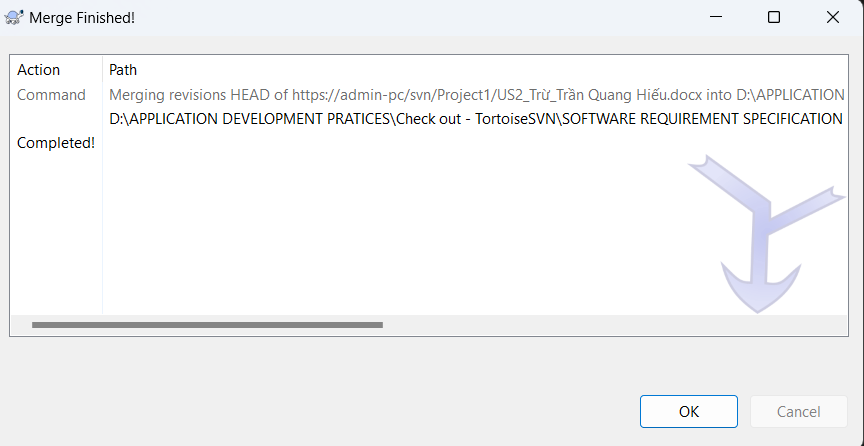 Merge Finished!
Action Path
Command Merging revisions HEAD of https://admin-pc/svn/Project1/US2_Trừ_Trần Quang Hiếu.docx into D:\APPLICATION
D:\APPLICATION DEVELOPMENT PRATICES\Check out - TortoiseSVN\SOFTWARE REQUIREMENT SPECIFICATION
Completed!
OK Cancel